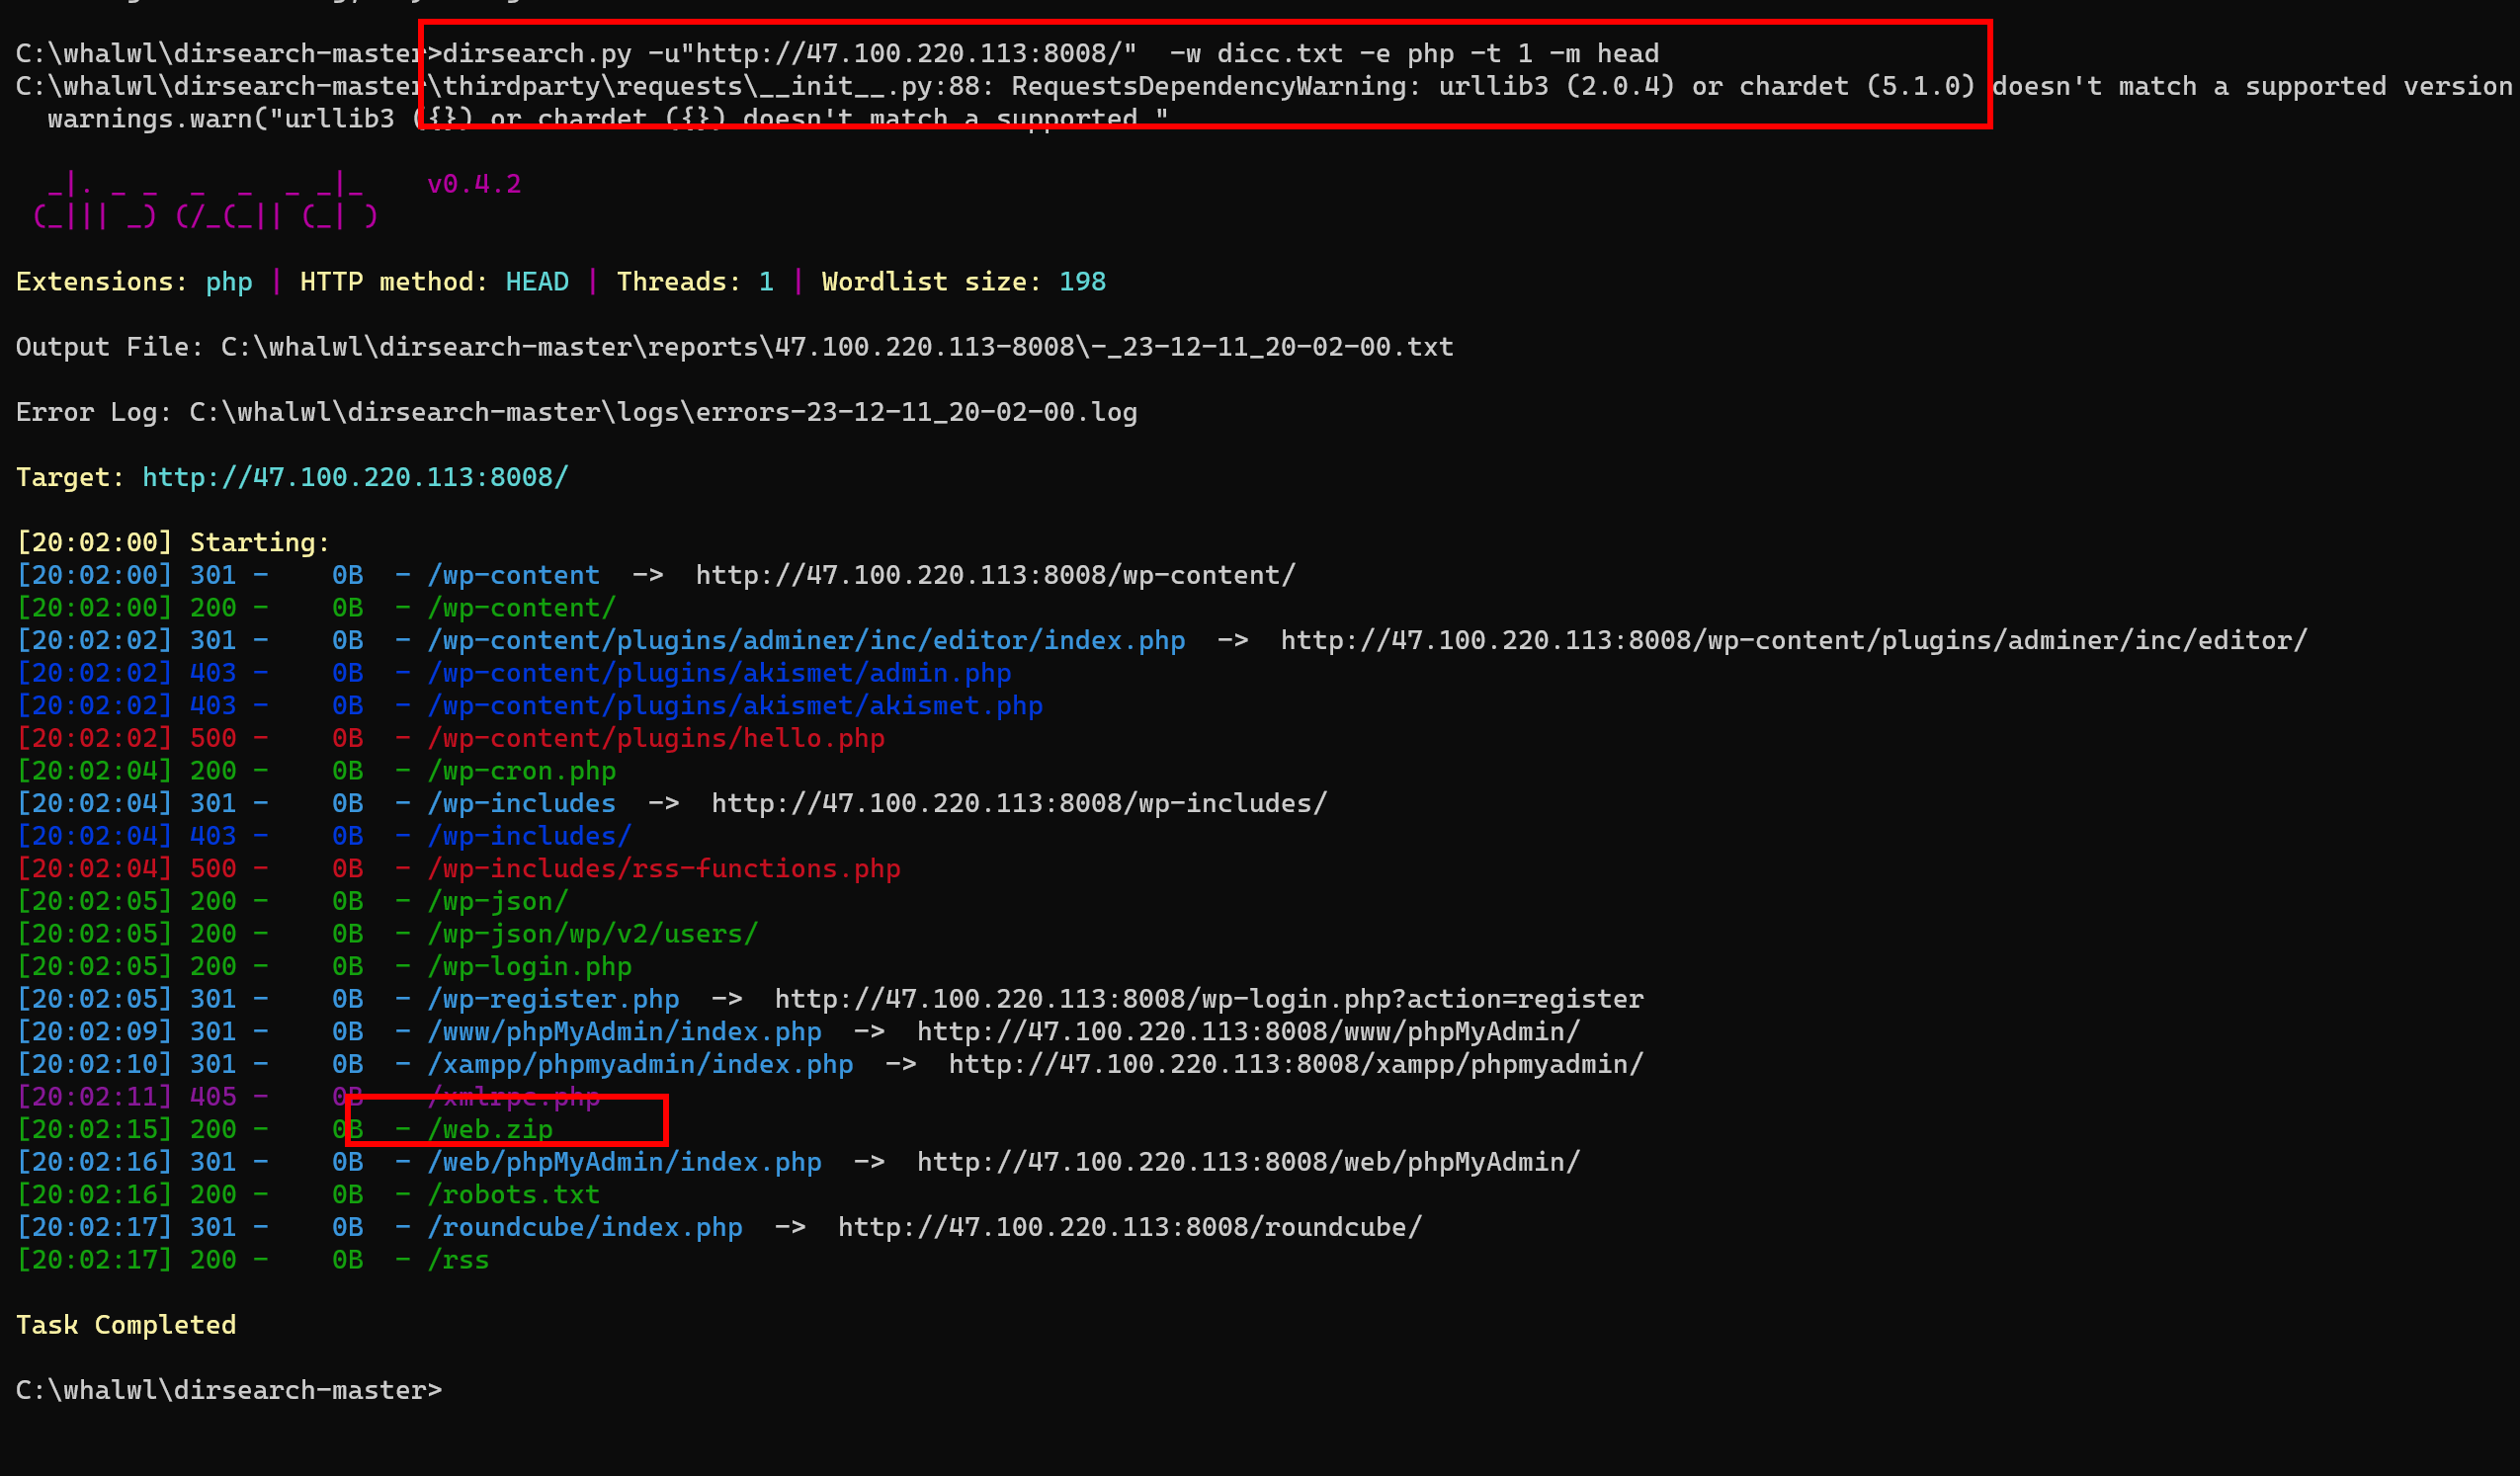 C:\whalwl\dirsearch-master>dirsearch.py -u"http://47.100.220.113:8008/"  -w dicc.txt -e php -t 1 -m head
C:\whalwl\dirsearch-master\thirdparty\requests\__init__.py:88: RequestsDependencyWarning: urllib3 (2.0.4) or chardet (5.1.0) doesn't match a supported version
  warnings.warn("urllib3 ({}) or chardet ({}) doesn't match a supported "
  _|. _ _  _  _  _ _|_    v0.4.2
 (_||| _) (/_(_|| (_| )
Extensions: php | HTTP method: HEAD | Threads: 1 | Wordlist size: 198
Output File: C:\whalwl\dirsearch-master\reports\47.100.220.113-8008\-_23-12-11_20-02-00.txt
Error Log: C:\whalwl\dirsearch-master\logs\errors-23-12-11_20-02-00.log
Target: http://47.100.220.113:8008/
[20:02:00] Starting:
[20:02:00] 301 -    0B  - /wp-content  ->  http://47.100.220.113:8008/wp-content/
[20:02:00] 200 -    0B  - /wp-content/
[20:02:02] 301 -    0B  - /wp-content/plugins/adminer/inc/editor/index.php  ->  http://47.100.220.113:8008/wp-content/plugins/adminer/inc/editor/
[20:02:02] 403 -    0B  - /wp-content/plugins/akismet/admin.php
[20:02:02] 403 -    0B  - /wp-content/plugins/akismet/akismet.php
[20:02:02] 500 -    0B  - /wp-content/plugins/hello.php
[20:02:04] 200 -    0B  - /wp-cron.php
[20:02:04] 301 -    0B  - /wp-includes  ->  http://47.100.220.113:8008/wp-includes/
[20:02:04] 403 -    0B  - /wp-includes/
[20:02:04] 500 -    0B  - /wp-includes/rss-functions.php
[20:02:05] 200 -    0B  - /wp-json/
[20:02:05] 200 -    0B  - /wp-json/wp/v2/users/
[20:02:05] 200 -    0B  - /wp-login.php
[20:02:05] 301 -    0B  - /wp-register.php  ->  http://47.100.220.113:8008/wp-login.php?action=register
[20:02:09] 301 -    0B  - /www/phpMyAdmin/index.php  ->  http://47.100.220.113:8008/www/phpMyAdmin/
[20:02:10] 301 -    0B  - /xampp/phpmyadmin/index.php  ->  http://47.100.220.113:8008/xampp/phpmyadmin/
[20:02:11] 405 -    0B  - /xmlrpc.php
[20:02:15] 200 -    0B  - /web.zip
[20:02:16] 301 -    0B  - /web/phpMyAdmin/index.php  ->  http://47.100.220.113:8008/web/phpMyAdmin/
[20:02:16] 200 -    0B  - /robots.txt
[20:02:17] 301 -    0B  - /roundcube/index.php  ->  http://47.100.220.113:8008/roundcube/
[20:02:17] 200 -    0B  - /rss
Task Completed
C:\whalwl\dirsearch-master>